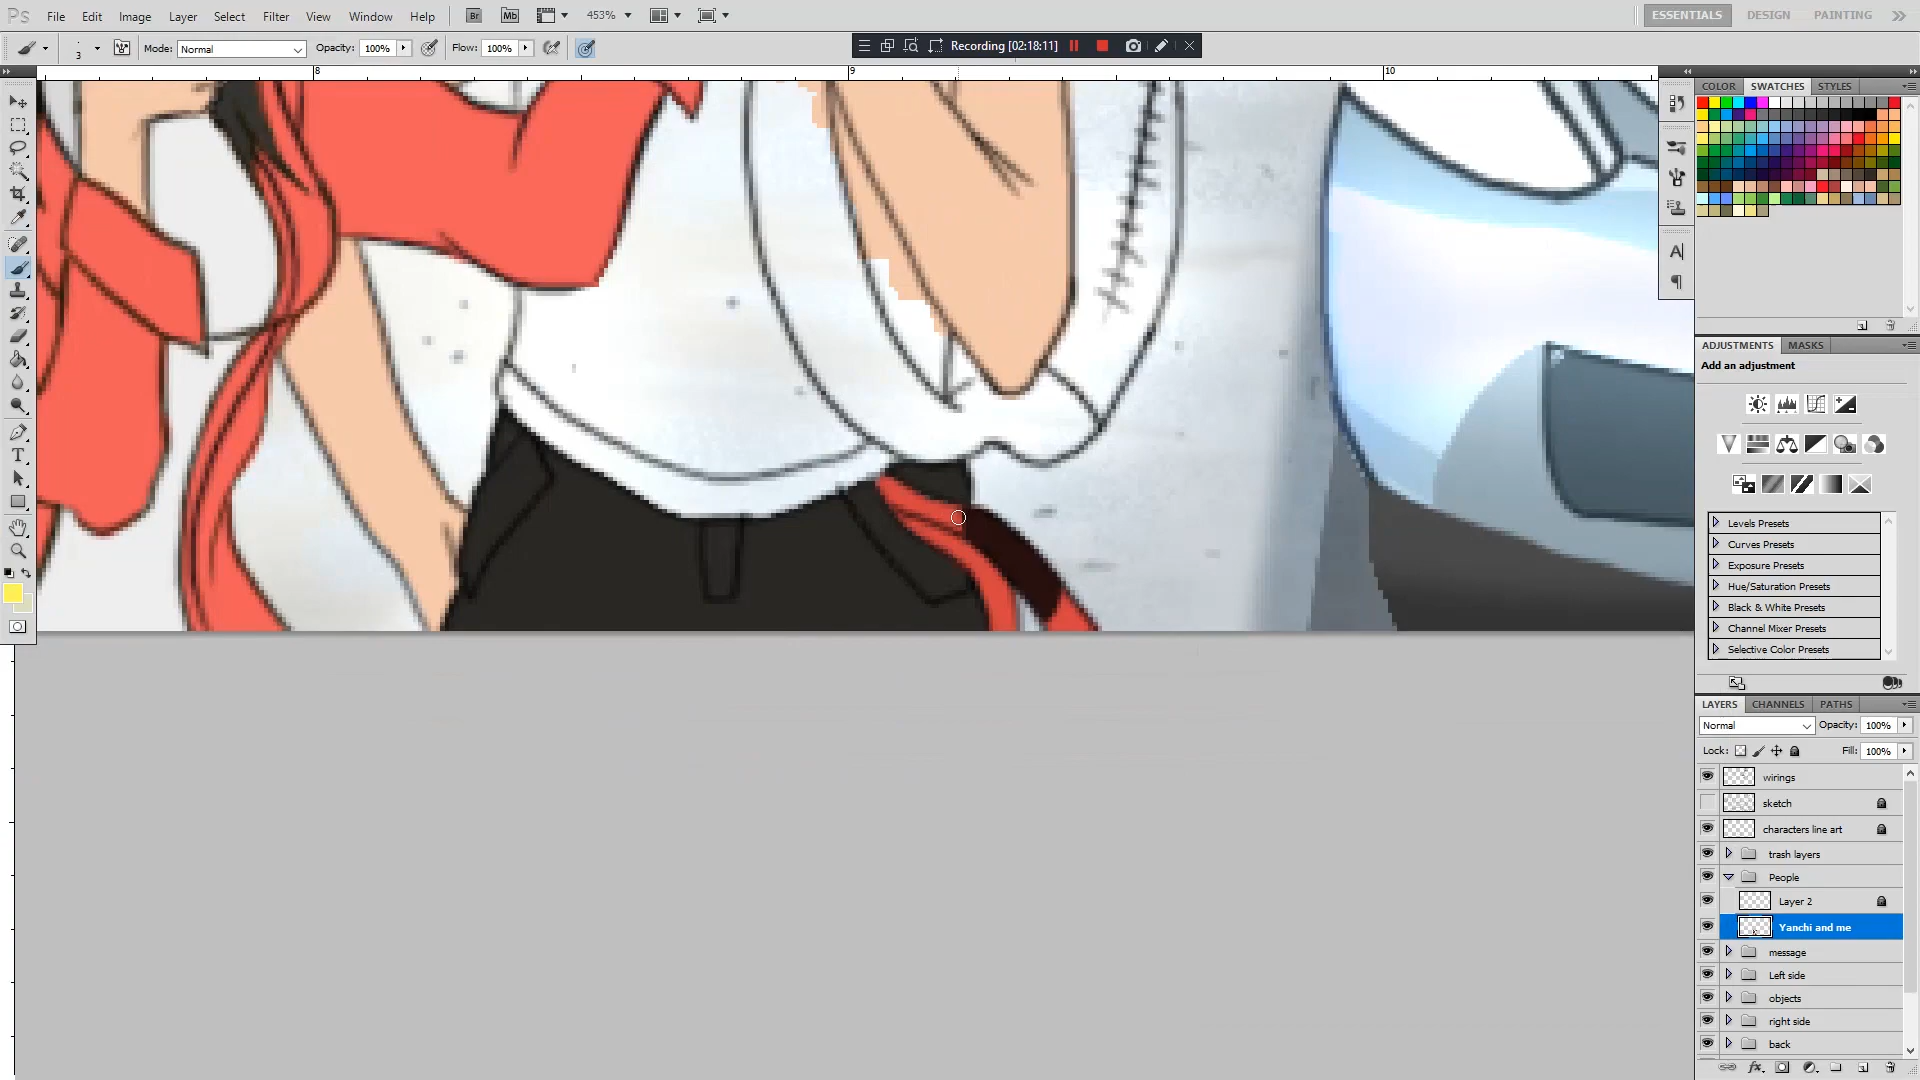 Ps File Edit Image Layer Select Filter View Window Help Br Mb 453% ESSENTIALS DESIGN PAINTING
3 Mode: Normal Opacity: 100% Flow: 100% Recording [02:18:11]
8 9 10
COLOR SWATCHES STYLES
ADJUSTMENTS MASKS
Add an adjustment
Levels Presets
Curves Presets
Exposure Presets
Hue/Saturation Presets
Black & White Presets
Channel Mixer Presets
Selective Color Presets
LAYERS CHANNELS PATHS
Normal Opacity: 100%
Lock: Fill: 100%
wirings
sketch
characters line art
trash layers
People
Layer 2
Yanchi and me
message
Left side
objects
right side
back